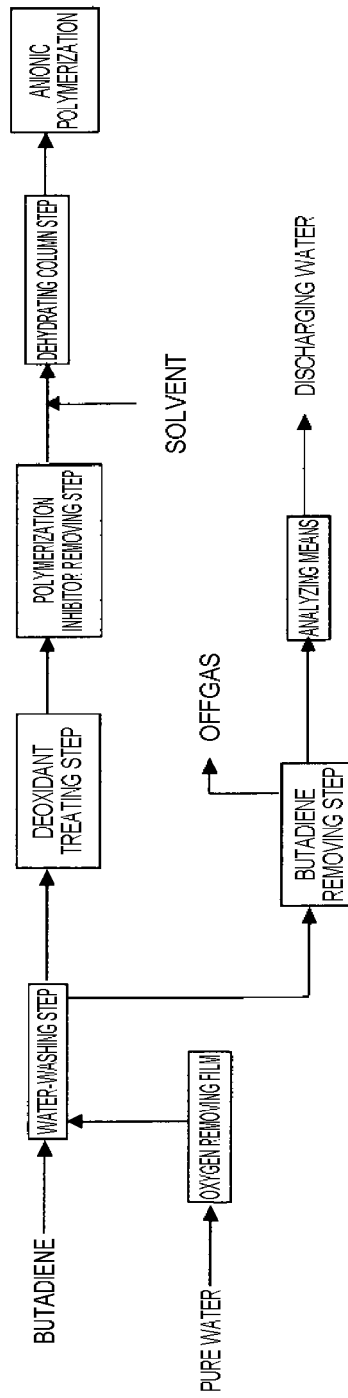 BUTADIENE
WATER-WASHING STEP
DEOXIDANT
TREATING STEP
POLYMERIZATION
INHIBITOR REMOVING STEP
SOLVENT
DEHYDRATING COLUMN STEP
ANIONIC
POLYMERIZATION
PURE WATER
OXYGEN REMOVING FILM
BUTADIENE
REMOVING STEP
OFFGAS
ANALYZING MEANS
DISCHARGING WATER